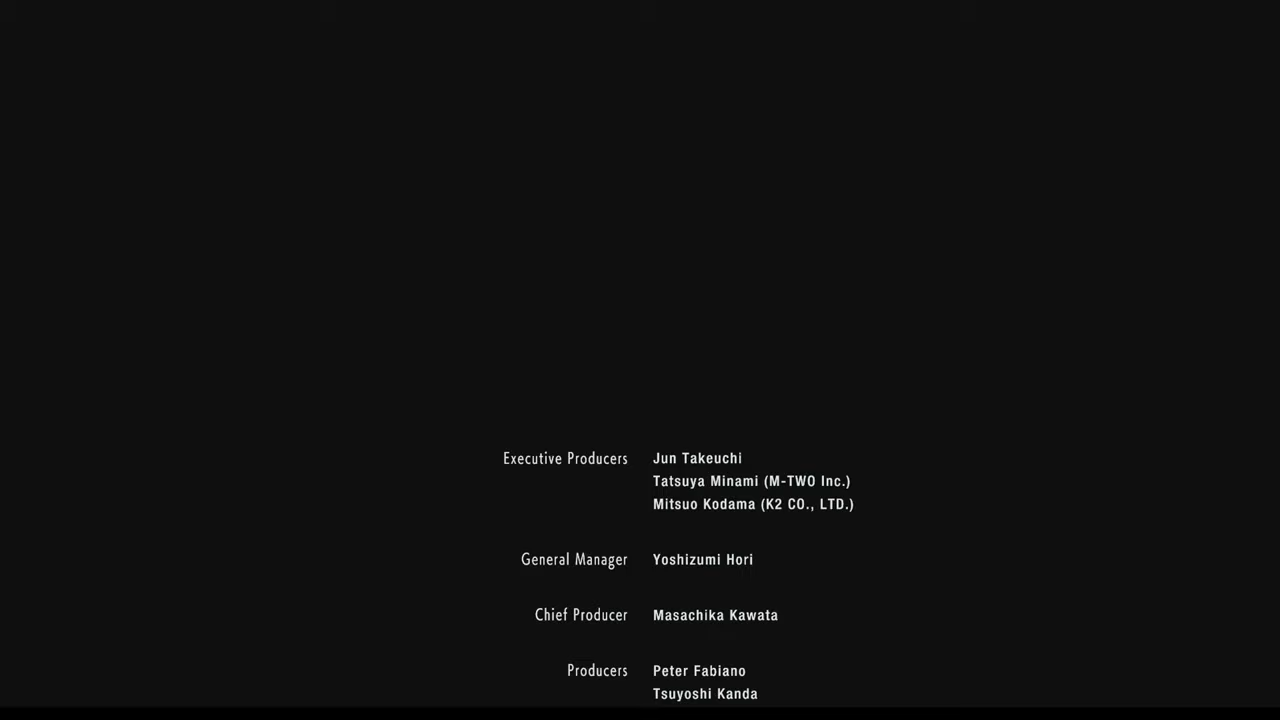 Executive Producers Jun Takeuchi
Tatsuya Minami (M-TWO Inc.)
Mitsuo Kodama (K2 CO., LTD.)
General Manager Yoshizumi Hori
Chief Producer Masachika Kawata
Producers Peter Fabiano
Tsuyoshi Kanda